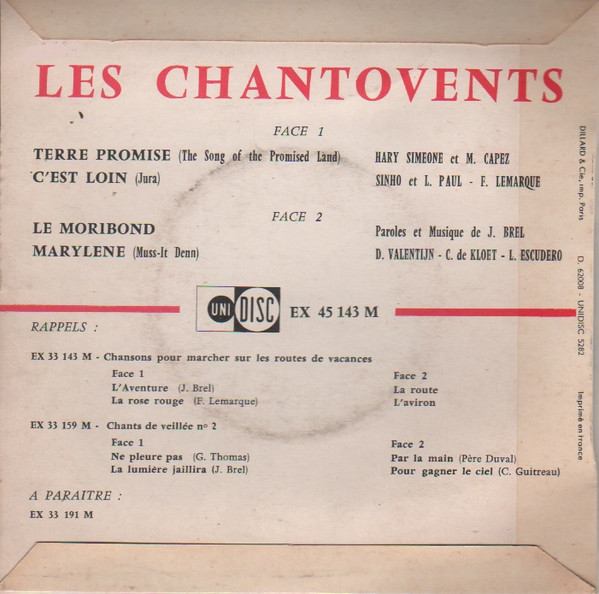 LES CHANTOVENTS
FACE 1
TERRE PROMISE (The Song of the Promised Land) HARY SIMEONE et M. CAPEZ
C'EST LOIN (Jura) SINHO et L. PAUL - F. LEMARQUE
FACE 2
LE MORIBOND Paroles et Musique de J. BREL
MARYLENE (Muss-It Denn) D. VALENTIJN - C. de KLOET - L. ESCUDERO
UNI DISC EX 45 143 M
RAPPELS :
EX 33 143 M - Chansons pour marcher sur les routes de vacances
Face 1 Face 2
L'Aventure (J. Brel) La route
La rose rouge (F. Lemarque) L'aviron
EX 33 159 M - Chants de veillée nº 2
Face 1 Face 2
Ne pleure pas (G. Thomas) Par la main (Père Duval)
La lumière jaillira (J. Brel) Pour gagner le ciel (C. Guitreau)
A PARAITRE :
EX 33 191 M
DILLARD & Cie, imp. Paris D. 62008 - UNIDISC 5282 Imprimé en france